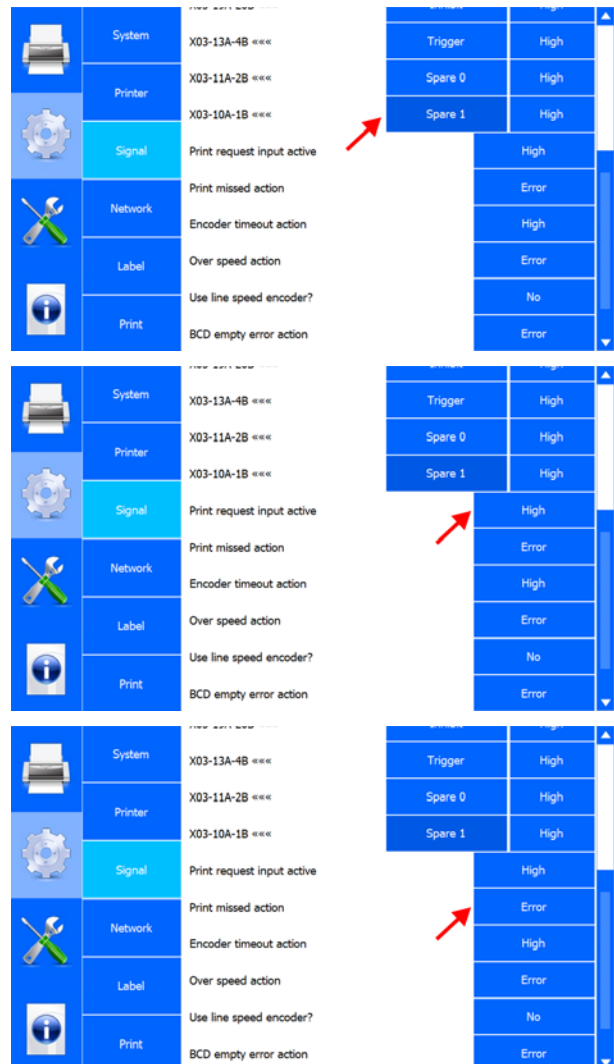 System
X03-13A-4B «««
Trigger
High
Printer
X03-11A-2B «««
Spare 0
High
X03-10A-1B «««
Spare 1
High
Signal
Print request input active
High
Print missed action
Error
Network
Encoder timeout action
High
Label
Over speed action
Error
Use line speed encoder?
No
Print
BCD empty error action
Error
System
X03-13A-4B «««
Trigger
High
Printer
X03-11A-2B «««
Spare 0
High
X03-10A-1B «««
Spare 1
High
Signal
Print request input active
High
Print missed action
Error
Network
Encoder timeout action
High
Label
Over speed action
Error
Use line speed encoder?
No
Print
BCD empty error action
Error
System
X03-13A-4B «««
Trigger
High
Printer
X03-11A-2B «««
Spare 0
High
X03-10A-1B «««
Spare 1
High
Signal
Print request input active
High
Print missed action
Error
Network
Encoder timeout action
High
Label
Over speed action
Error
Use line speed encoder?
No
Print
BCD empty error action
Error